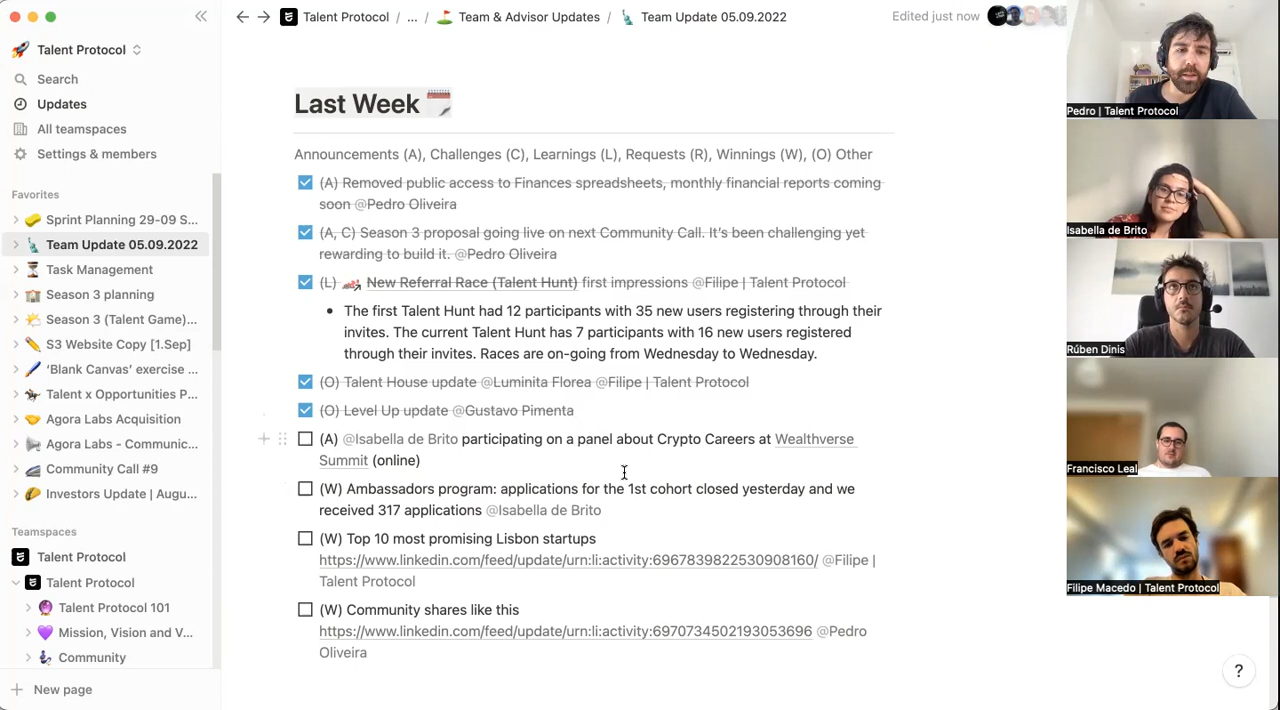 Talent Protocol / ... / Team & Advisor Updates / Team Update 05.09.2022
Edited just now
Talent Protocol
Search
Updates
All teamspaces
Settings & members
Favorites
Sprint Planning 29-09 S...
Team Update 05.09.2022
Task Management
Season 3 planning
Season 3 (Talent Game)...
S3 Website Copy [1.Sep]
‘Blank Canvas’ exercise ...
Talent x Opportunities P...
Agora Labs Acquisition
Agora Labs - Communic...
Community Call #9
Investors Update | Augu...
Teamspaces
Talent Protocol
Talent Protocol
Talent Protocol 101
Mission, Vision and V...
Community
New page
Last Week
Announcements (A), Challenges (C), Learnings (L), Requests (R), Winnings (W), (O) Other
(A) Removed public access to Finances spreadsheets, monthly financial reports coming
soon @Pedro Oliveira
(A, C) Season 3 proposal going live on next Community Call. It’s been challenging yet
rewarding to build it. @Pedro Oliveira
(L) New Referral Race (Talent Hunt) first impressions @Filipe | Talent Protocol
The first Talent Hunt had 12 participants with 35 new users registering through their
invites. The current Talent Hunt has 7 participants with 16 new users registered
through their invites. Races are on-going from Wednesday to Wednesday.
(O) Talent House update @Luminita Florea @Filipe | Talent Protocol
(O) Level Up update @Gustavo Pimenta
(A) @Isabella de Brito participating on a panel about Crypto Careers at Wealthverse
Summit (online)
(W) Ambassadors program: applications for the 1st cohort closed yesterday and we
received 317 applications @Isabella de Brito
(W) Top 10 most promising Lisbon startups
https://www.linkedin.com/feed/update/urn:li:activity:6967839822530908160/ @Filipe |
Talent Protocol
(W) Community shares like this
https://www.linkedin.com/feed/update/urn:li:activity:6970734502193053696 @Pedro
Oliveira
?
Pedro | Talent Protocol
Isabella de Brito
Rúben Dinis
Francisco Leal
Filipe Macedo | Talent Protocol